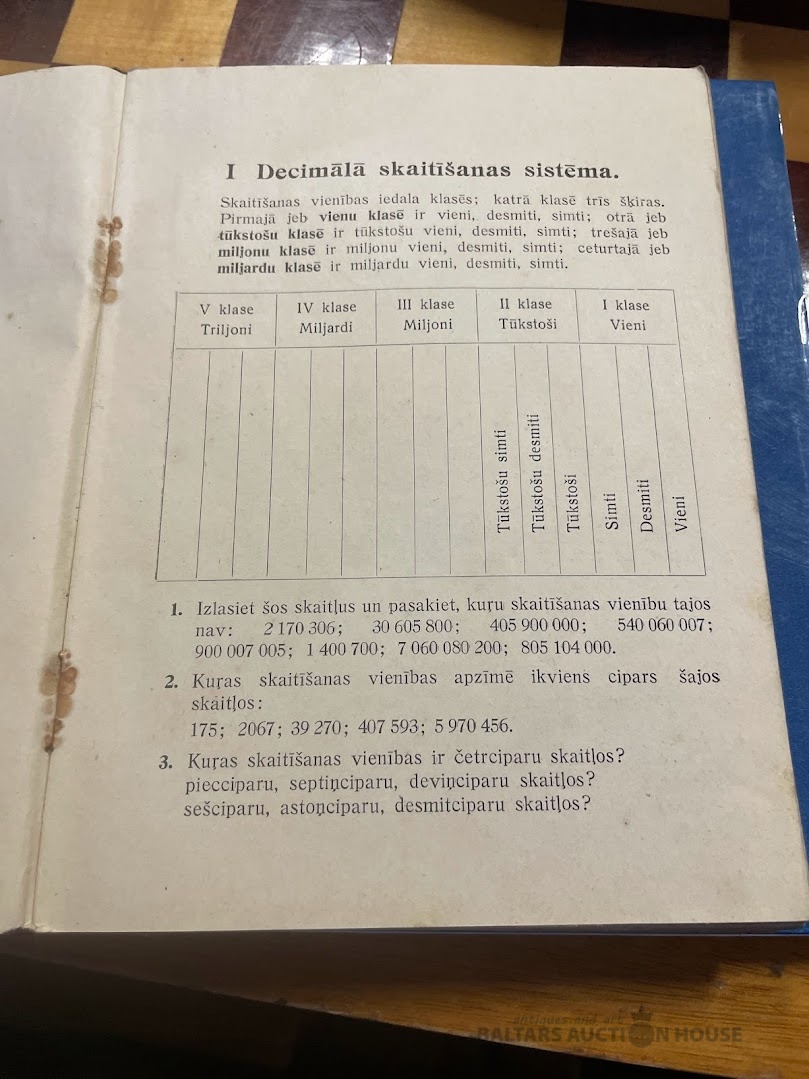 I Decimālā skaitīšanas sistēma.
Skaitīšanas vienības iedala klasēs; katrā klasē trīs šķiras.
Pirmajā jeb vienu klasē ir vieni, desmiti, simti; otrā jeb
tūkstošu klasē ir tūkstošu vieni, desmiti, simti; trešajā jeb
miljonu klasē ir miljonu vieni, desmiti, simti; ceturtajā jeb
miljardu klasē ir miljardu vieni, desmiti, simti.
V klase
Triljoni
IV klase
Miljardi
III klase
Miljoni
II klase
Tūkstoši
I klase
Vieni
Tūkstošu simti
Tūkstošu desmiti
Tūkstoši
Simti
Desmiti
Vieni
1. Izlasiet šos skaitļus un pasakiet, kuŗu skaitīšanas vienību tajos
nav: 2 170 306; 30 605 800; 405 900 000; 540 060 007;
900 007 005; 1 400 700; 7 060 080 200; 805 104 000.
2. Kuŗas skaitīšanas vienības apzīmē ikviens cipars šajos
skaitļos:
175; 2067; 39 270; 407 593; 5 970 456.
3. Kuŗas skaitīšanas vienības ir četrciparu skaitļos?
piecciparu, septiņciparu, deviņciparu skaitļos?
sešciparu, astoņciparu, desmitciparu skaitļos?
antiques and art
BALTARS AUCTION HOUSE